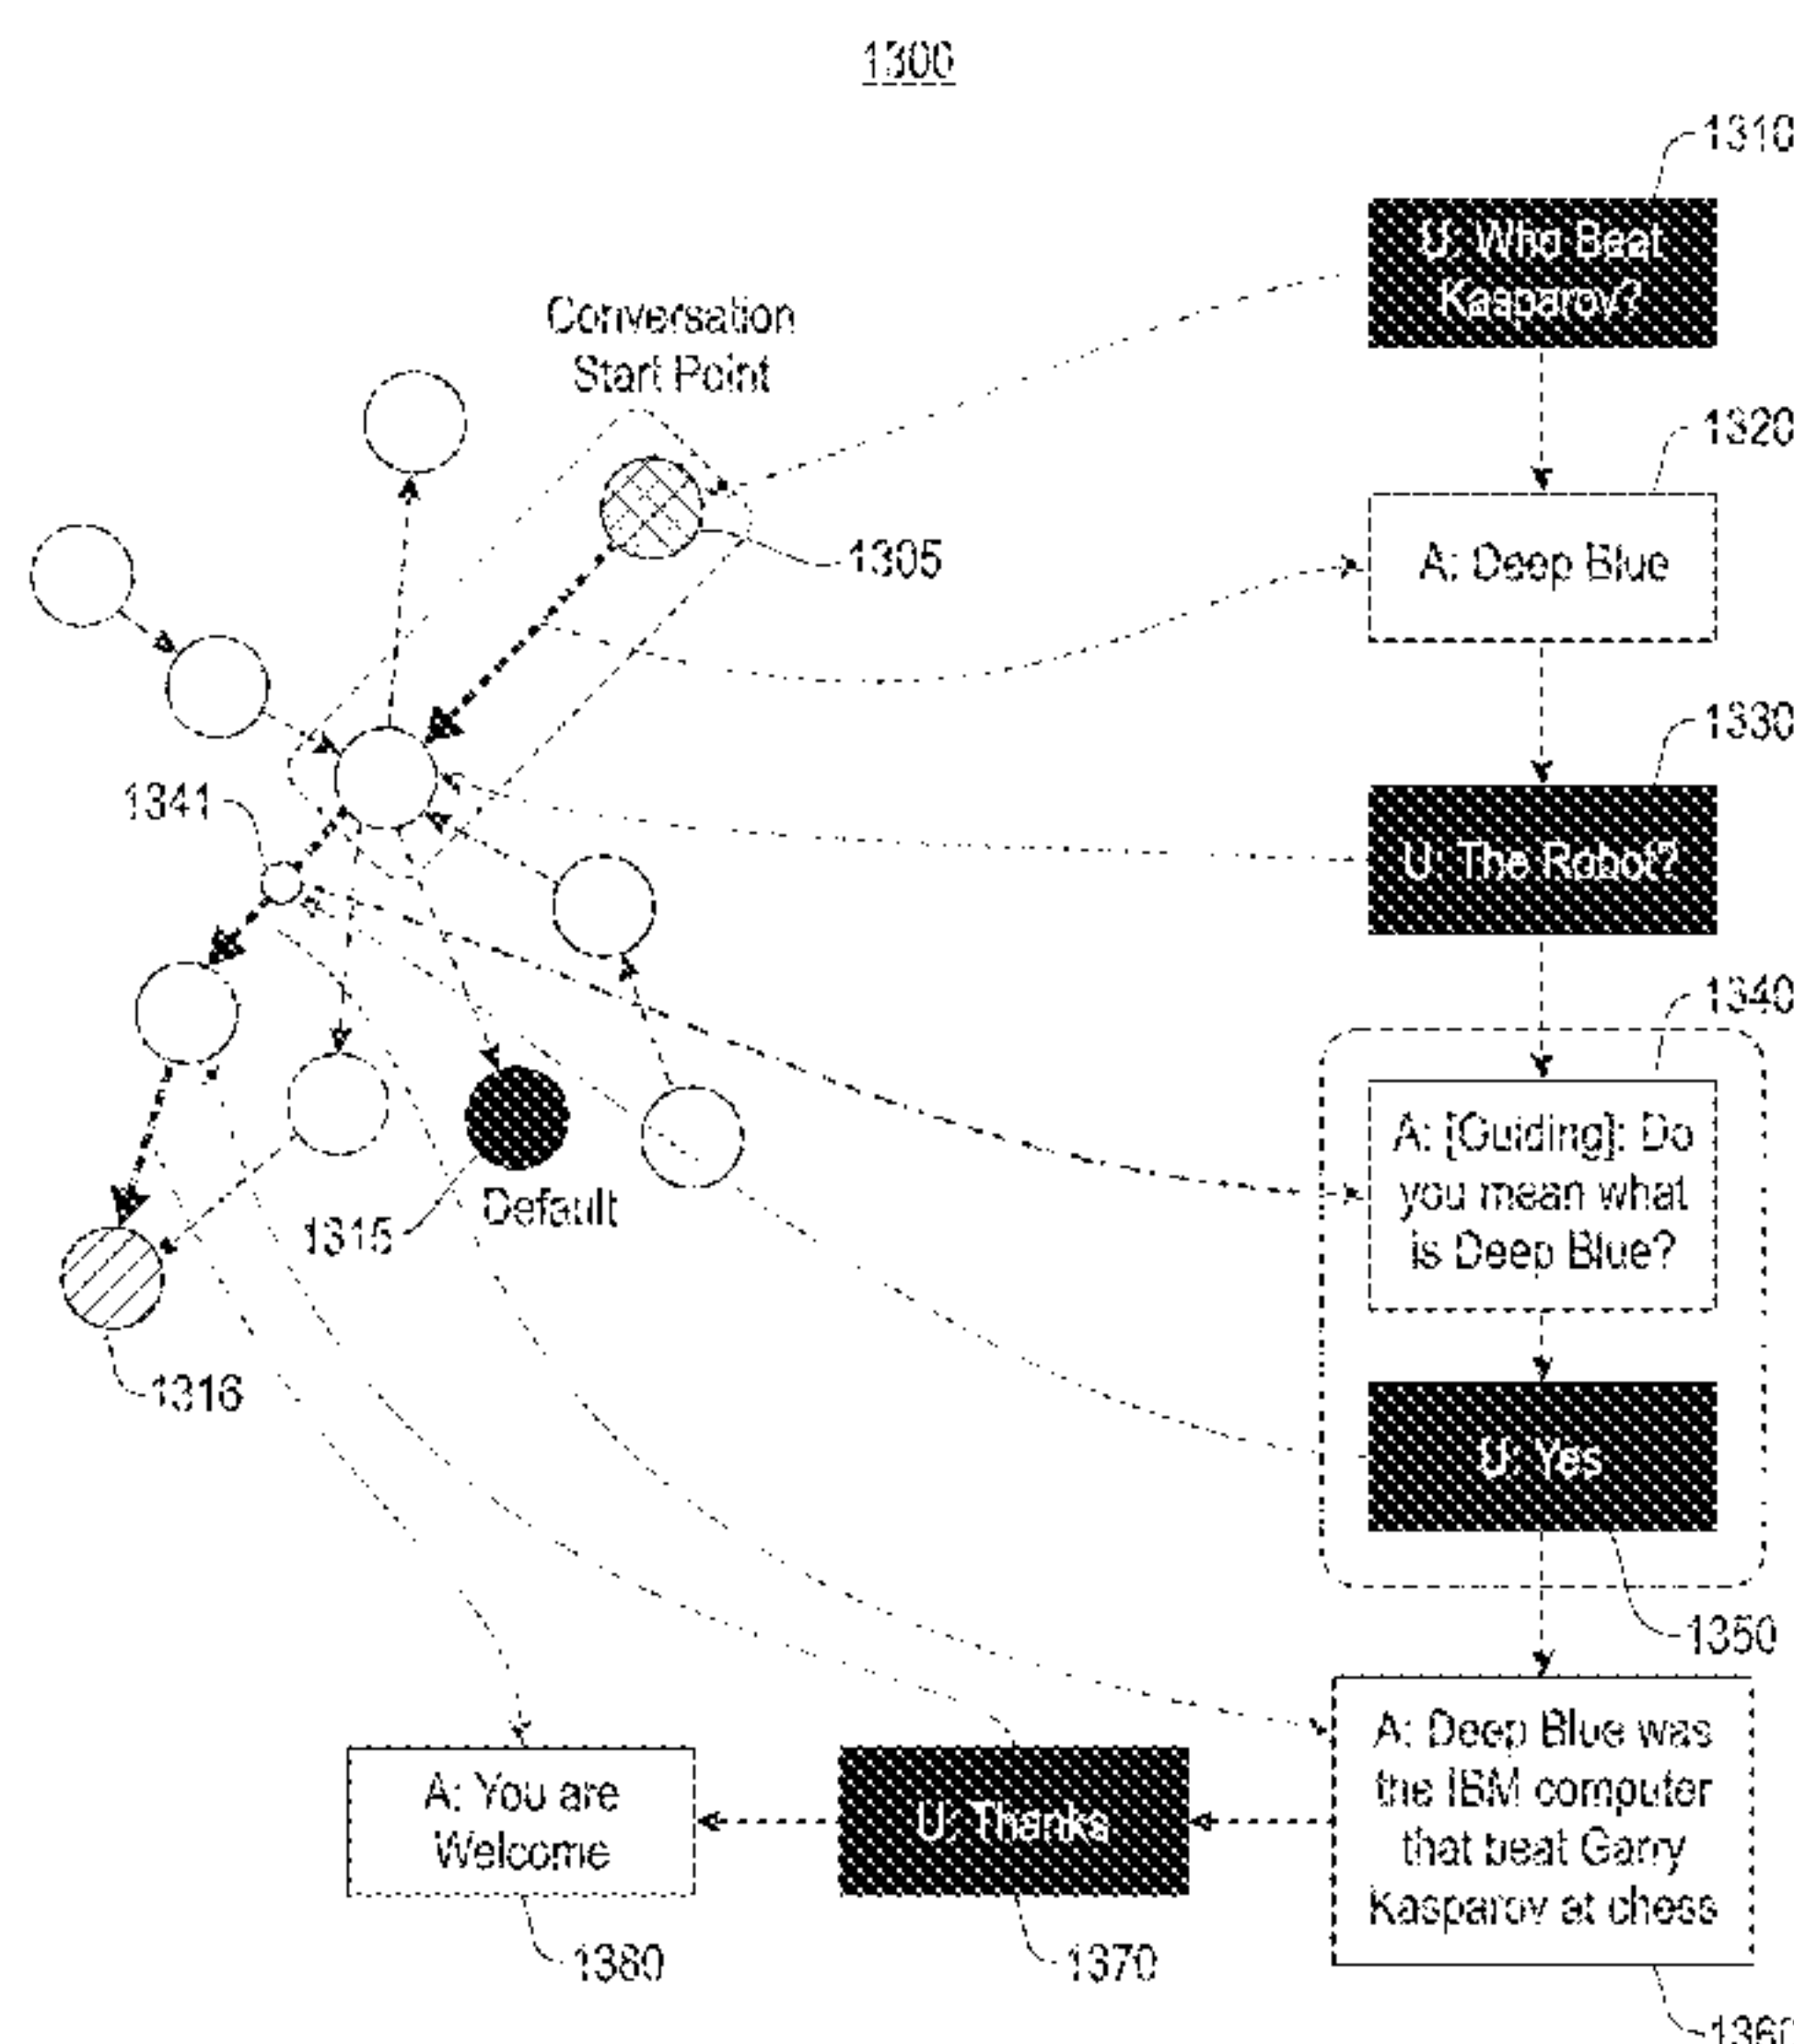 1300
1310
U: Who Beat
Kasparov?
Conversation
Start Point
1320
A: Deep Blue
1305
1330
U: The Robot?
1341
1340
A: [Guiding]: Do
you mean what
is Deep Blue?
Default
1315
U: Yes
1316
1350
A: Deep Blue was
the IBM computer
that beat Garry
Kasparov at chess
U: Thanks
A: You are
Welcome
1380
1370
1360